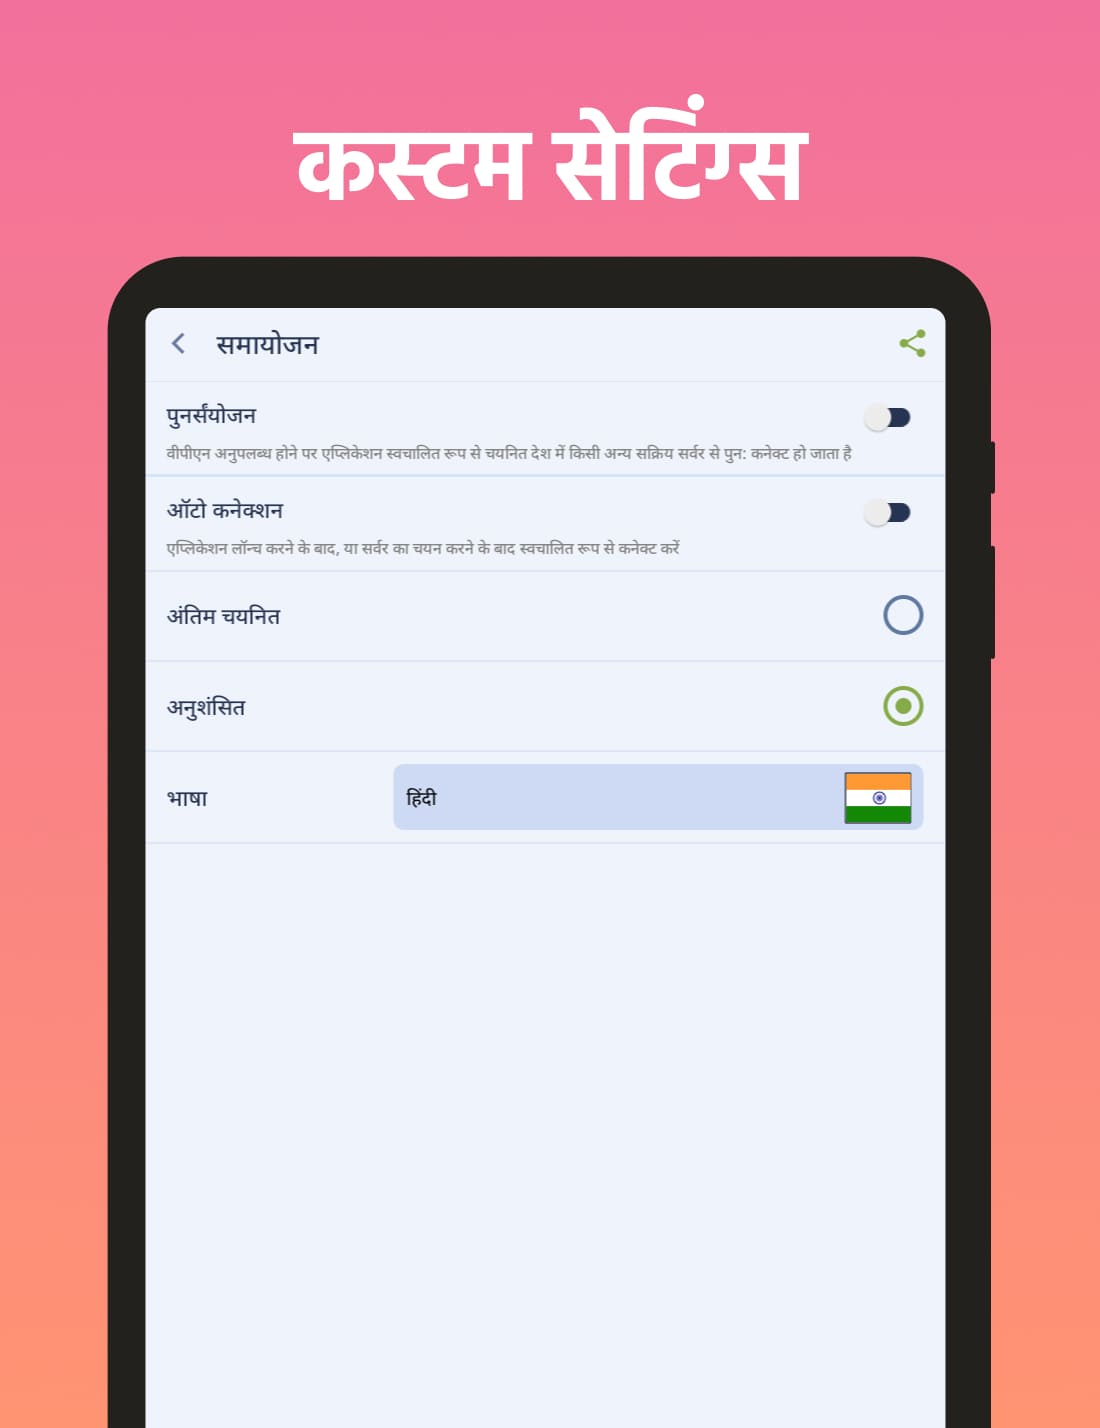 कस्टम सेटिंग्स
समायोजन
पुनर्संयोजन
वीपीएन अनुपलब्ध होने पर एप्लिकेशन स्वचालित रूप से चयनित देश में किसी अन्य सक्रिय सर्वर से पुन: कनेक्ट हो जाता है
ऑटो कनेक्शन
एप्लिकेशन लॉन्च करने के बाद, या सर्वर का चयन करने के बाद स्वचालित रूप से कनेक्ट करें
अंतिम चयनित
अनुशंसित
भाषा हिंदी